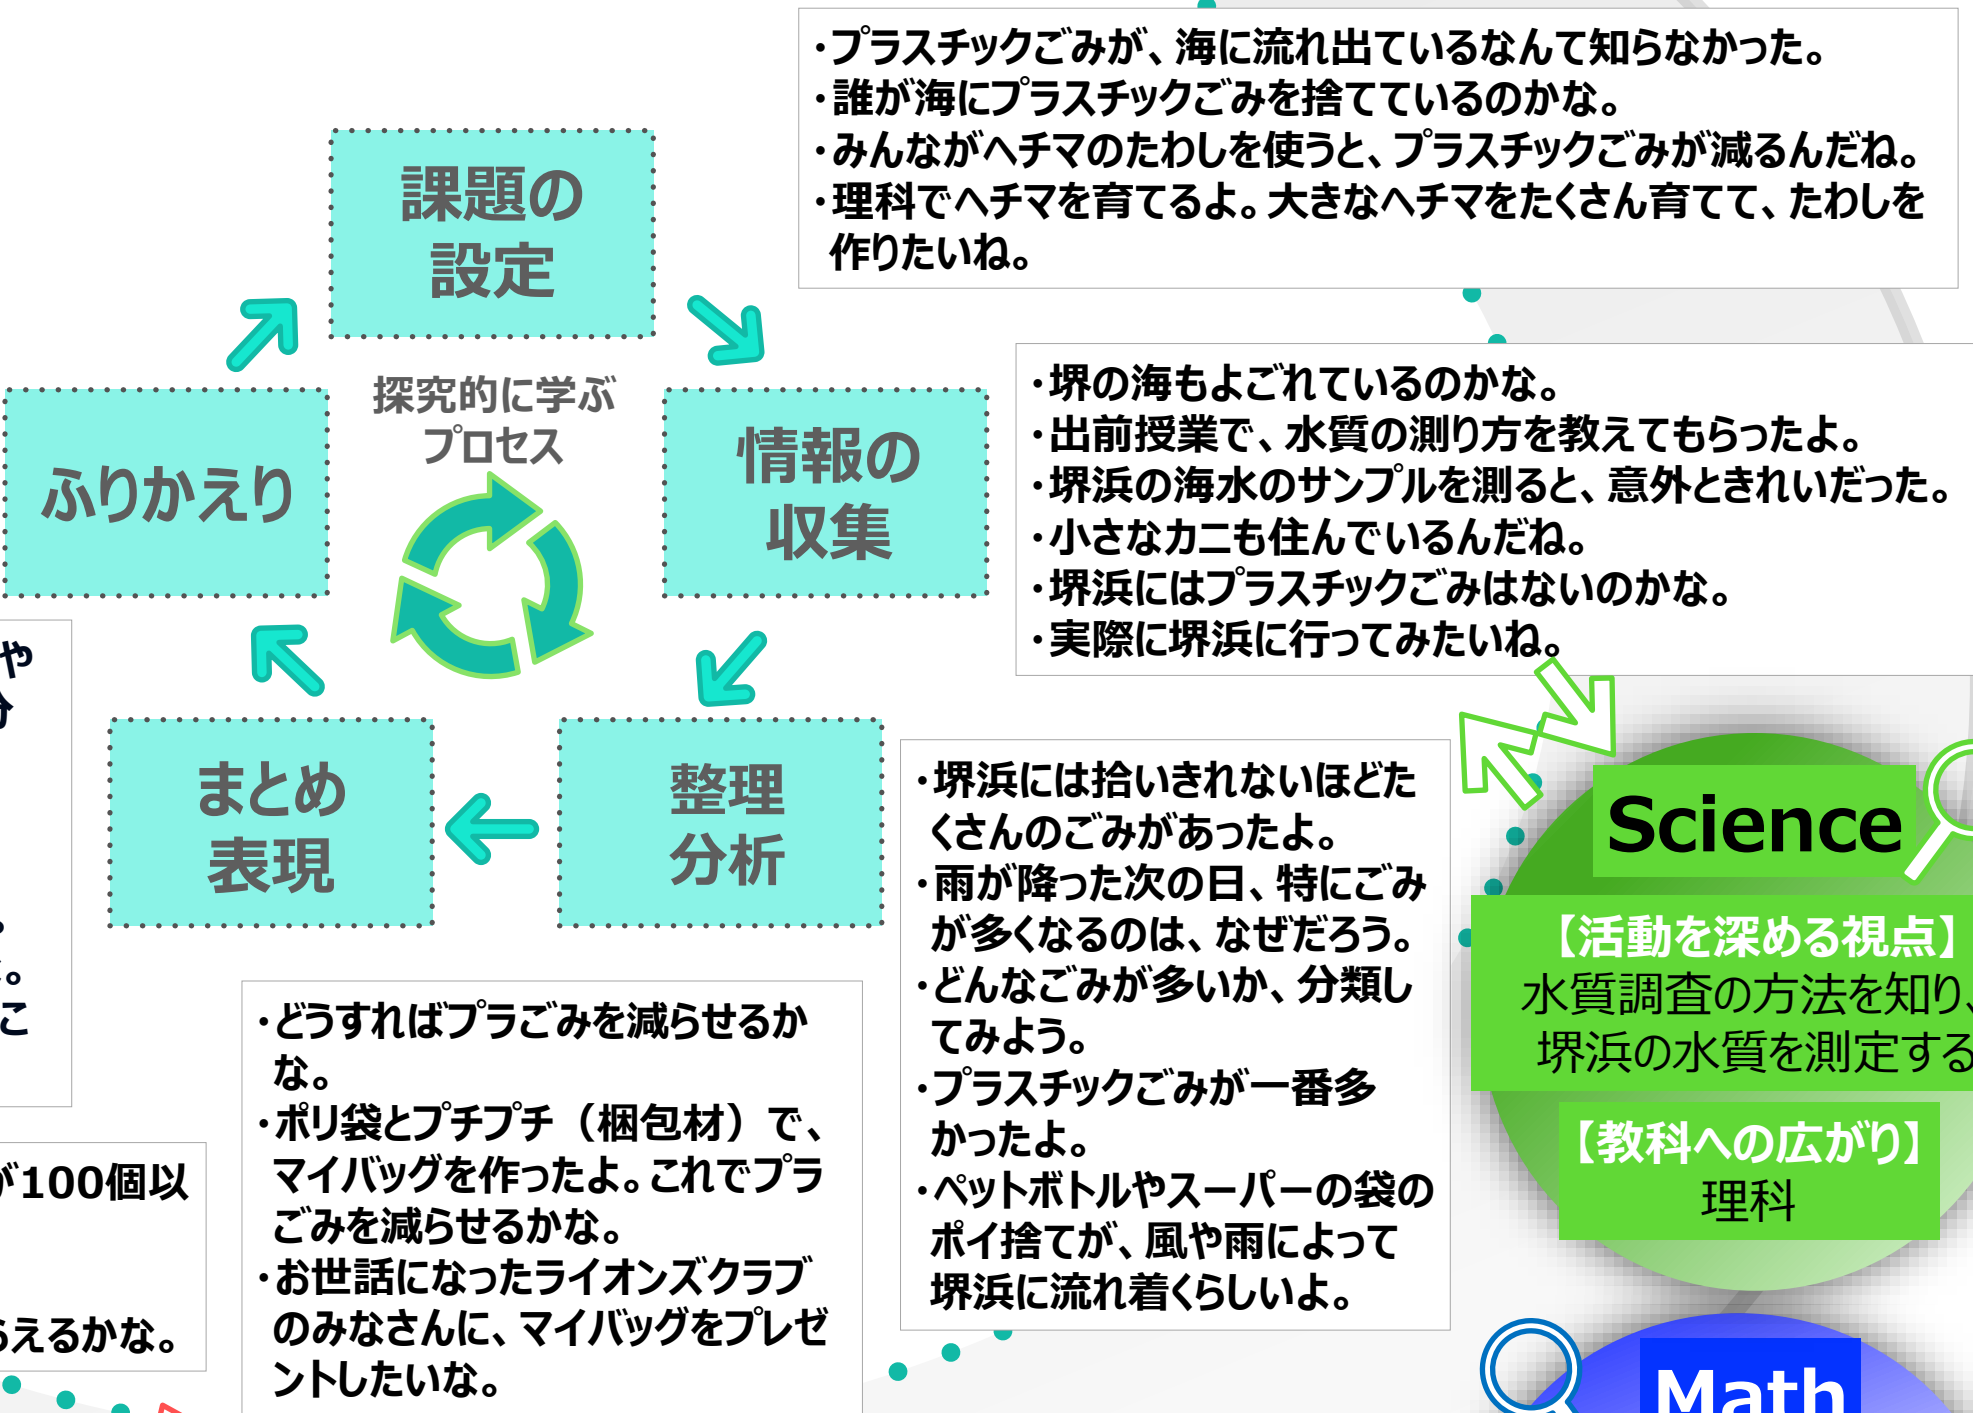 ・プラスチックごみが、海に流れ出ているなんて知らなかった。
・誰が海にプラスチックごみを捨てているのかな。
・みんながヘチマのたわしを使うと、プラスチックごみが減るんだね。
・理科でヘチマを育てるよ。大きなヘチマをたくさん育てて、たわしを
作りたいね。
課題の
設定
探究的に学ぶ
プロセス
情報の
収集
ふりかえり
まとめ
表現
整理
分析
・堺の海もよごれているのかな。
・出前授業で、水質の測り方を教えてもらったよ。
・堺浜の海水のサンプルを測ると、意外ときれいだった。
・小さなカニも住んでいるんだね。
・堺浜にはプラスチックごみはないのかな。
・実際に堺浜に行ってみたいね。
・堺浜には拾いきれないほどた
くさんのごみがあったよ。
・雨が降った次の日、特にごみ
が多くなるのは、なぜだろう。
・どんなごみが多いか、分類し
てみよう。
・プラスチックごみが一番多
かったよ。
・ペットボトルやスーパーの袋の
ポイ捨てが、風や雨によって
堺浜に流れ着くらしいよ。
・どうすればプラごみを減らせるか
な。
・ポリ袋とプチプチ（梱包材）で、
マイバッグを作ったよ。これでプラ
ごみを減らせるかな。
・お世話になったライオンズクラブ
のみなさんに、マイバッグをプレゼ
ントしたいな。
や
。
こ
が100個以
らえるかな。
Science
【活動を深める視点】
水質調査の方法を知り、
堺浜の水質を測定する
【教科への広がり】
理科
Math